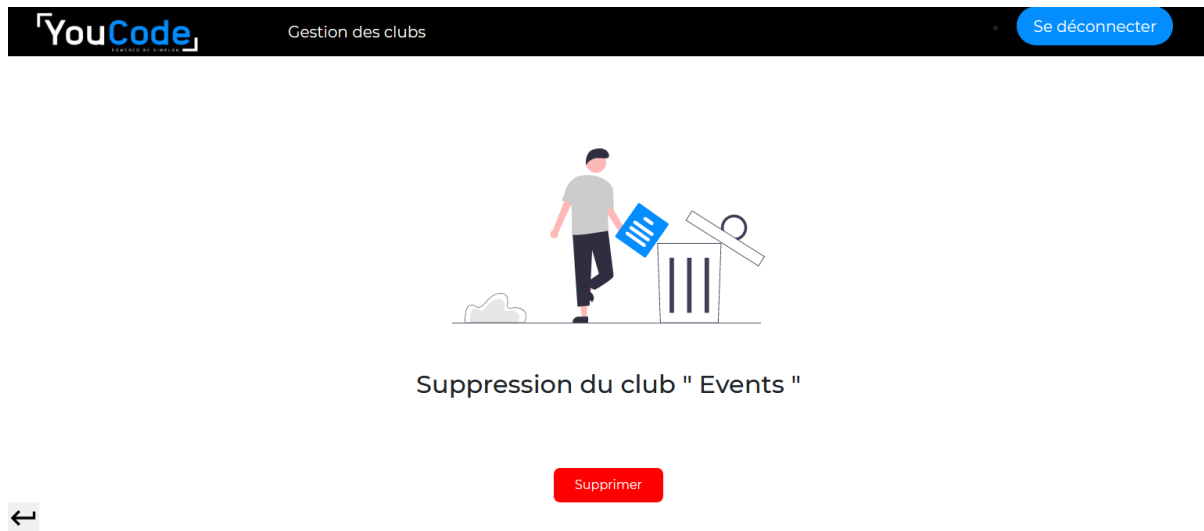 YouCode
POWERED BY SIMPLON
Gestion des clubs
Se déconnecter
Suppression du club " Events "
Supprimer